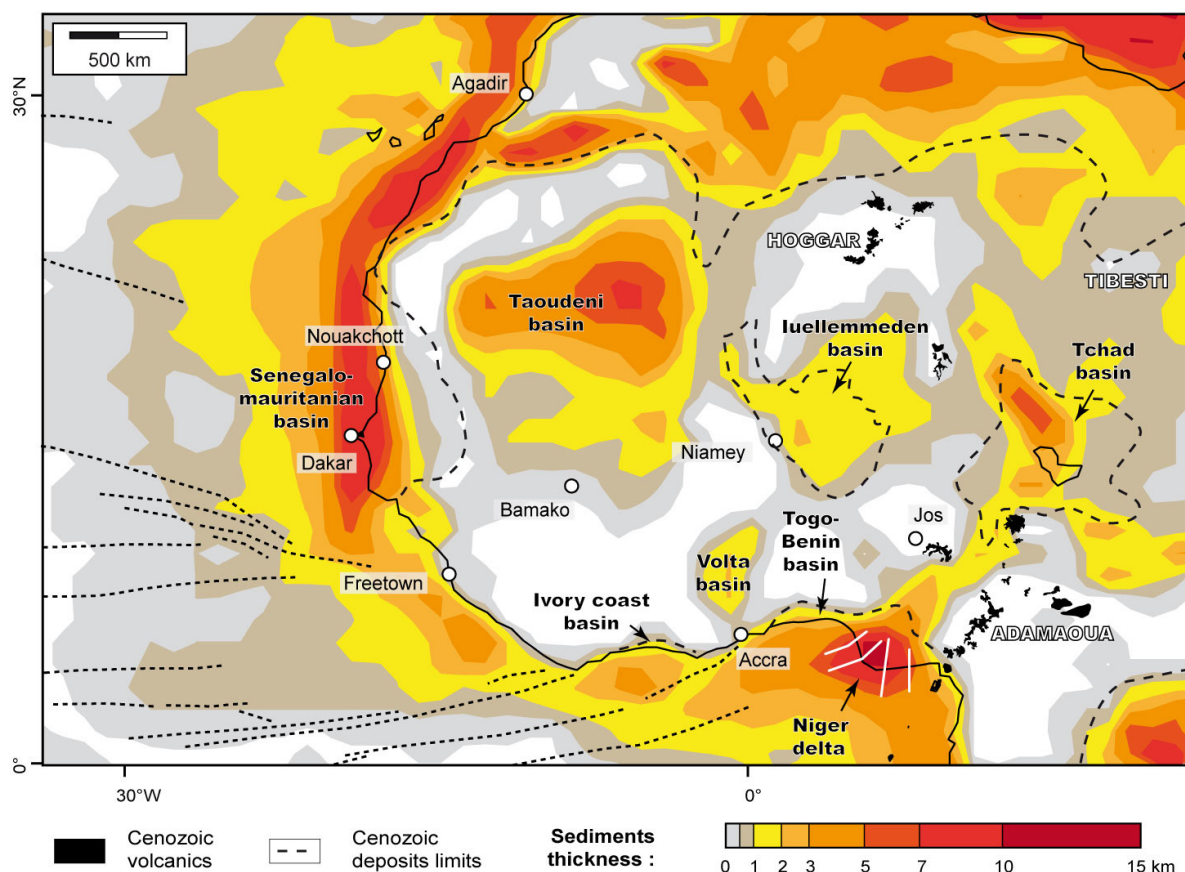 500 km
Agadir
30°N
HOGGAR
TIBESTI
Taoudeni
basin
Iuellemmeden
basin
Nouakchott
Tchad
basin
Senegalo-
mauritanian
basin
Niamey
Dakar
Bamako
Jos
Togo-
Benin
basin
Volta
basin
Freetown
Ivory coast
basin
ADAMAOUA
Accra
Niger
delta
0°
30°W
0°
Cenozoic
volcanics
Cenozoic
deposits limits
Sediments
thickness :
0 1 2 3 5 7 10 15 km